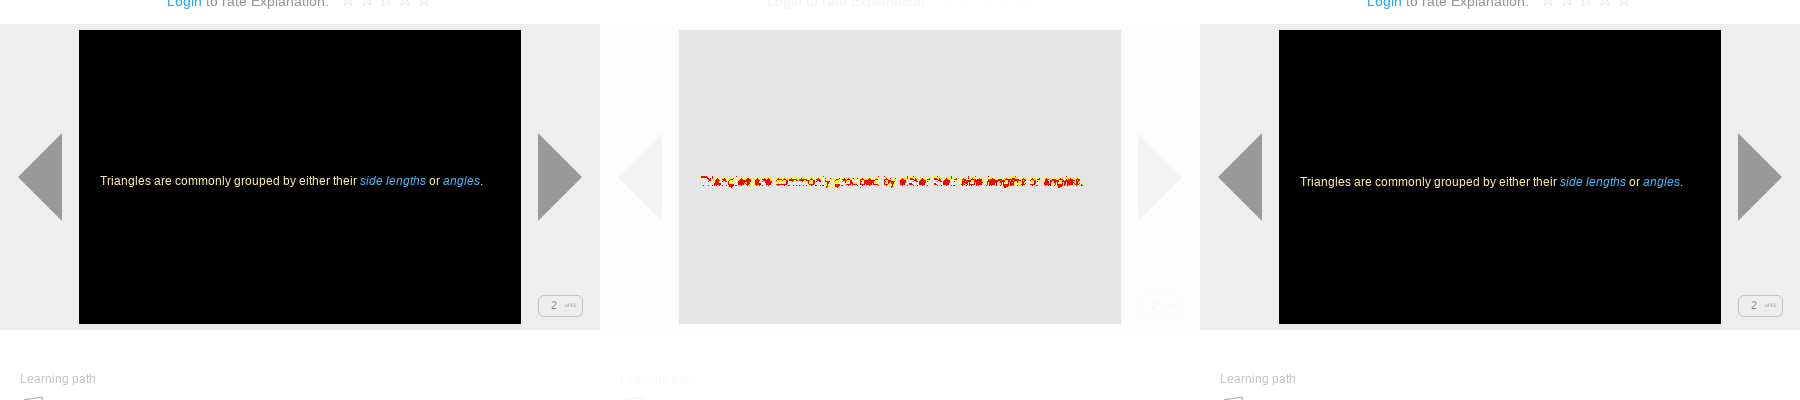 Login to rate Explanation: ☆ ☆ ☆ ☆ ☆
Login to rate Explanation:
Login to rate Explanation: ☆ ☆ ☆ ☆ ☆
Triangles are commonly grouped by either their side lengths or angles.
Triangles are commonly grouped by either their side lengths or angles.
Triangles are commonly grouped by either their side lengths or angles.
2
2
2
Learning path
Learning path
Learning path